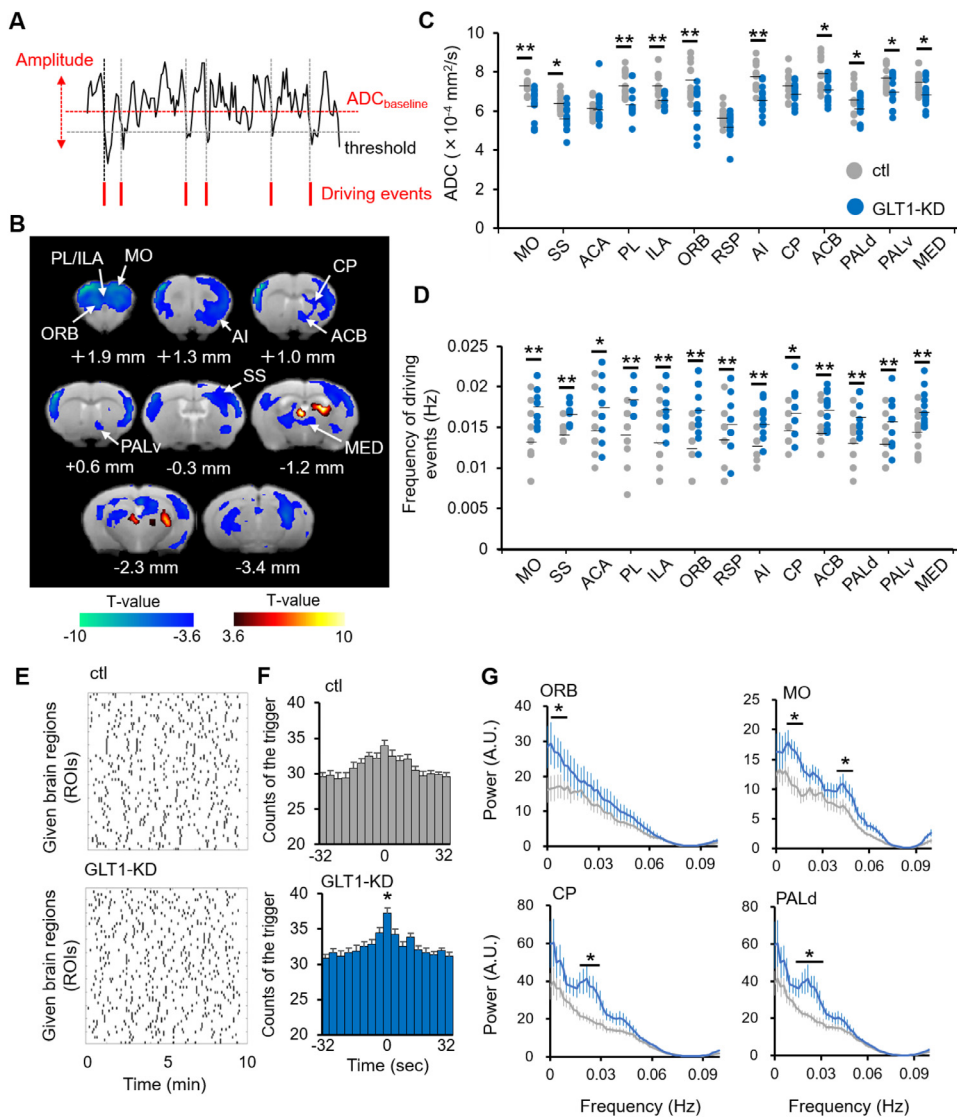 A
Amplitude
ADCbaseline
threshold
Driving events
B
PL/ILA
MO
CP
ORB
AI
ACB
+1.9 mm
+1.3 mm
+1.0 mm
SS
PALv
MED
+0.6 mm
-0.3 mm
-1.2 mm
-2.3 mm
-3.4 mm
T-value
T-value
-10
-3.6
3.6
10
C
ADC (×10⁻⁴ mm²/s)
10
8
6
4
2
0
** * ** ** ** ** * * * *
ctl
GLT1-KD
MO SS ACA PL ILA ORB RSP AI CP ACB PALd PALv MED
D
Frequency of driving
events (Hz)
0.025
0.02
0.015
0.01
0.005
0
** ** * ** ** ** ** ** * ** ** ** **
MO SS ACA PL ILA ORB RSP AI CP ACB PALd PALv MED
E
ctl
Given brain regions
(ROIs)
GLT1-KD
Given brain regions
(ROIs)
0 5 10
Time (min)
F
ctl
Counts of the trigger
40
35
30
25
20
-32 0 32
GLT1-KD
*
Counts of the trigger
40
35
30
25
20
-32 0 32
Time (sec)
G
ORB
*
Power (A.U.)
40
30
20
10
0
0 0.03 0.06 0.09
MO
* *
25
20
15
10
5
0
0 0.03 0.06 0.09
CP
*
Power (A.U.)
80
60
40
20
0
0 0.03 0.06 0.09
Frequency (Hz)
PALd
*
80
60
40
20
0
0 0.03 0.06 0.09
Frequency (Hz)